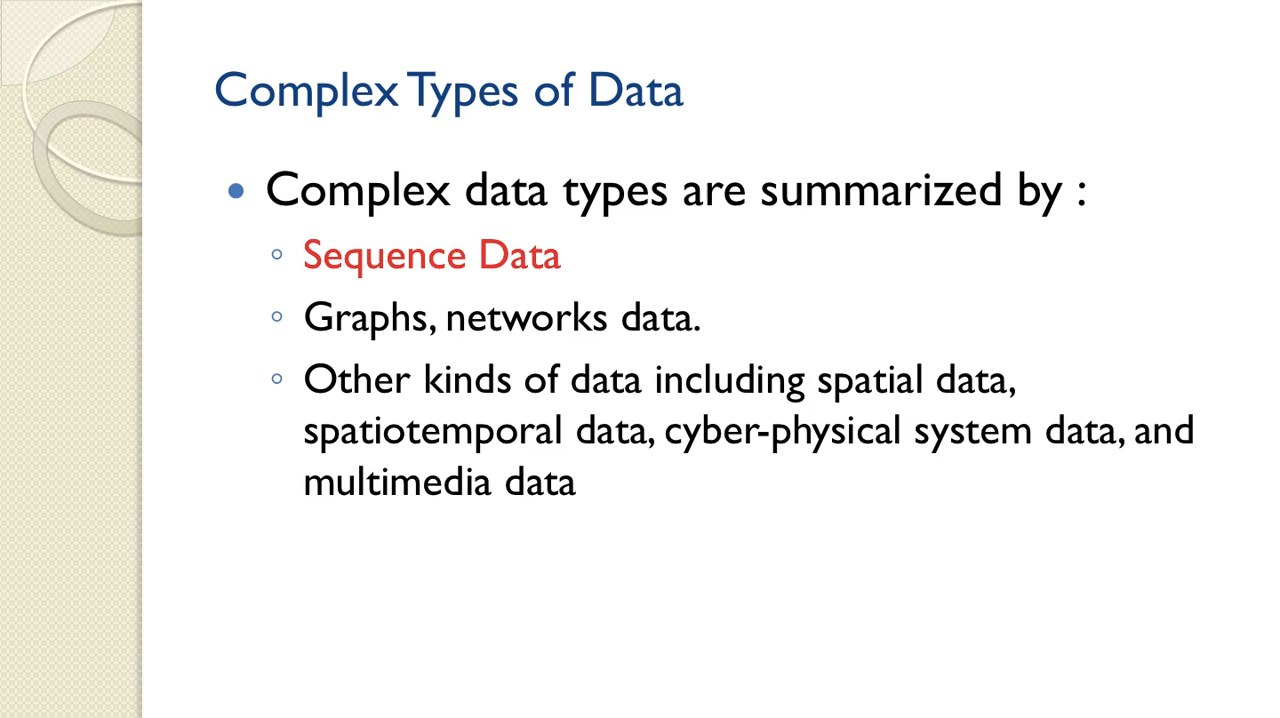 Complex Types of Data
• Complex data types are summarized by :
◦ Sequence Data
◦ Graphs, networks data.
◦ Other kinds of data including spatial data,
spatiotemporal data, cyber-physical system data, and
multimedia data